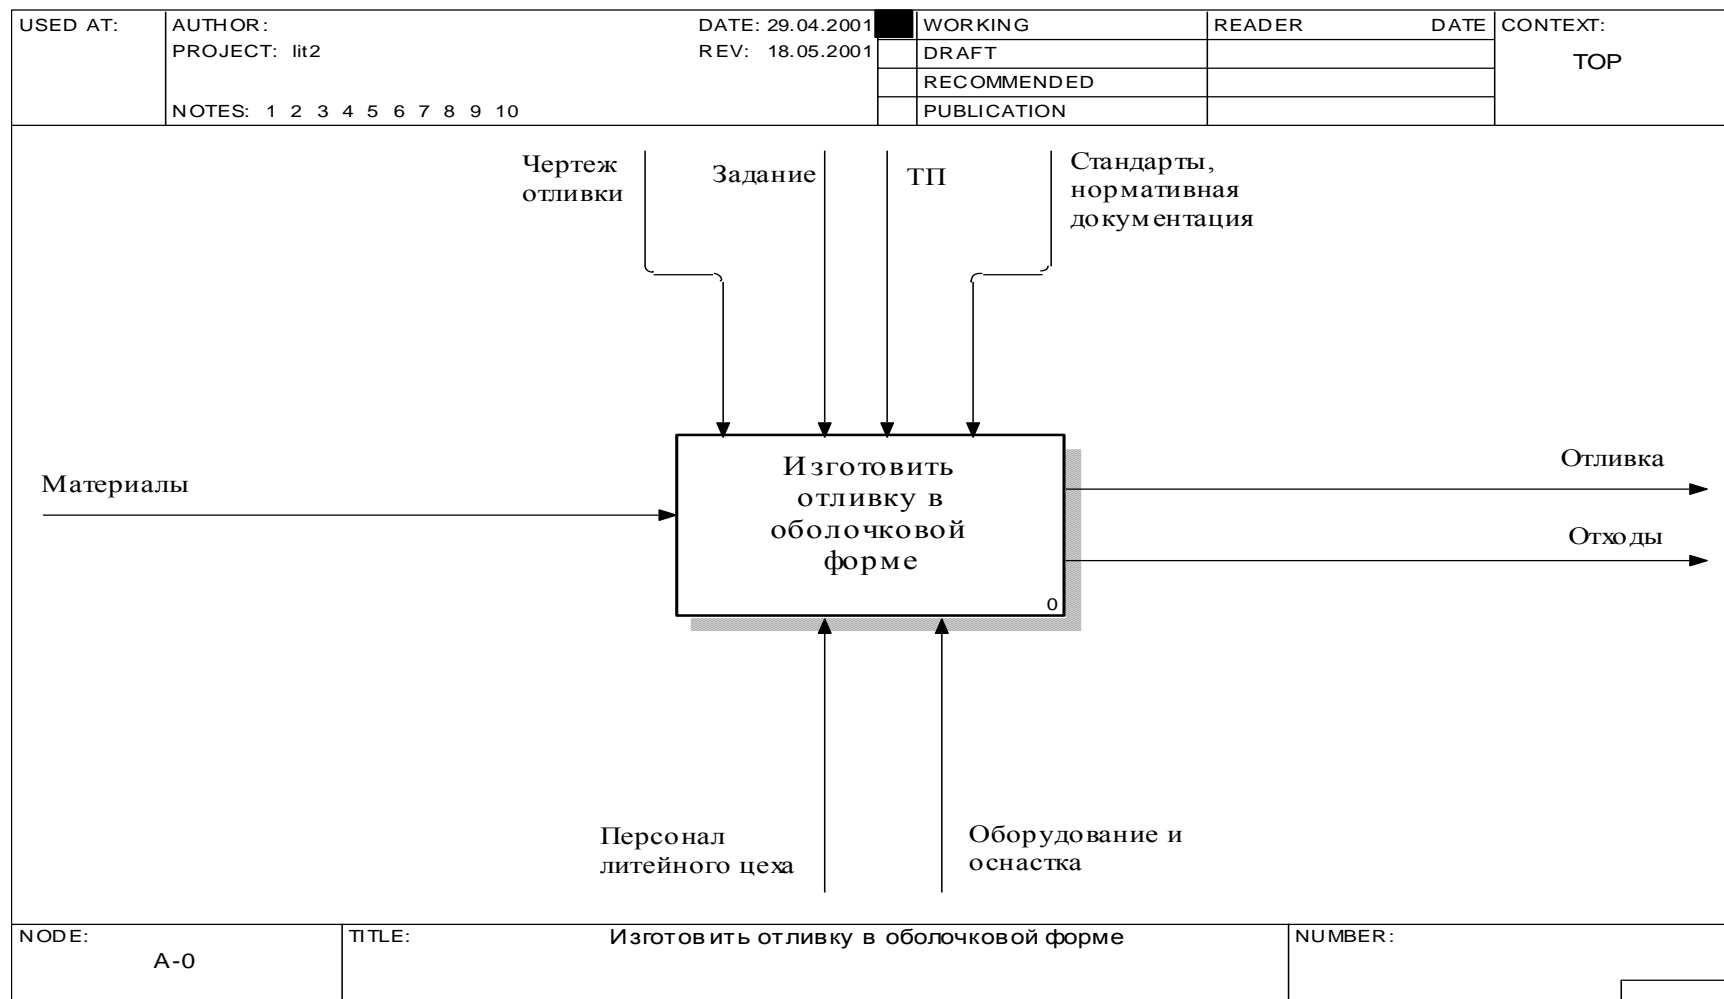 USED AT:
AUTHOR:
DATE: 29.04.2001
WORKING
READER
DATE
CONTEXT:
PROJECT: lit2
REV: 18.05.2001
DRAFT
TOP
RECOMMENDED
NOTES: 1 2 3 4 5 6 7 8 9 10
PUBLICATION
Чертеж
отливки
Задание
ТП
Стандарты,
нормативная
документация
Материалы
Изготовить
отливку в
оболочковой
форме
0
Отливка
Отходы
Персонал
литейного цеха
Оборудование и
оснастка
NODE:
A-0
TITLE:
Изготовить отливку в оболочковой форме
NUMBER: